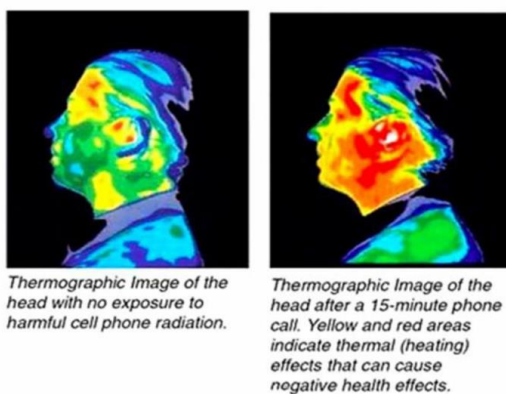 Thermographic Image of the
head with no exposure to
harmful cell phone radiation.
Thermographic Image of the
head after a 15-minute phone
call. Yellow and red areas
indicate thermal (heating)
effects that can cause
negative health effects.